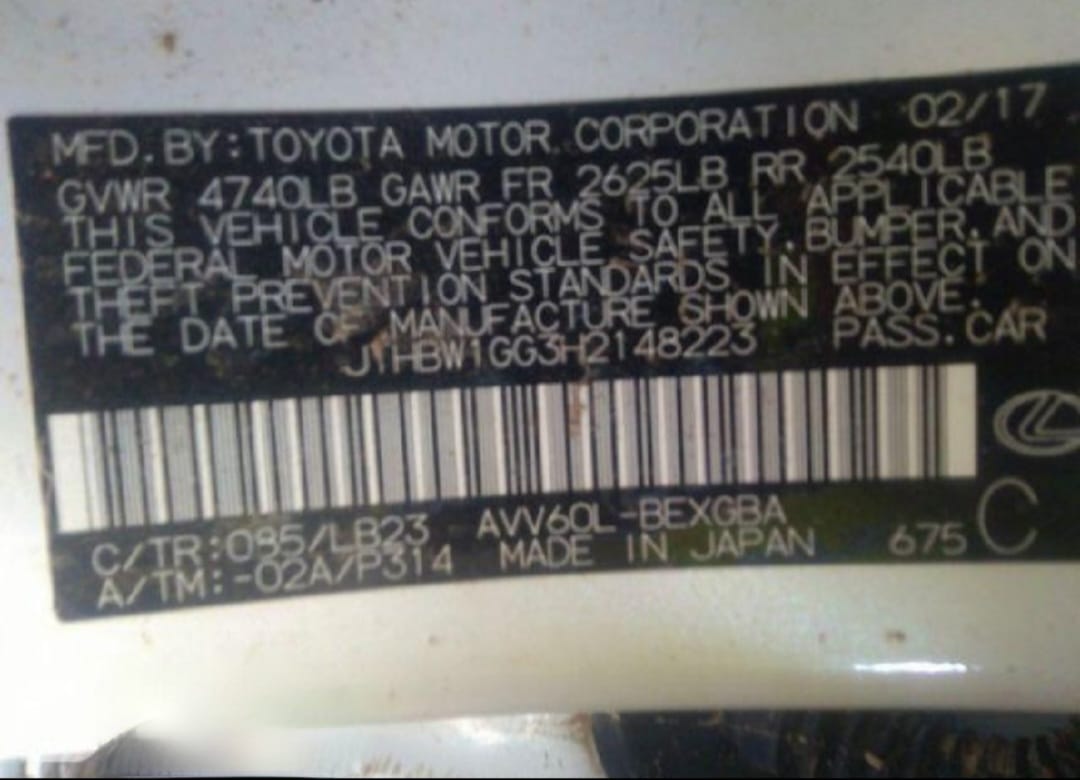 MFD.BY:TOYOTA MOTOR CORPORATION 02/17
GVWR 4740LB GAWR FR 2625LB RR 2540LB
THIS VEHICLE CONFORMS TO ALL APPLICABLE
FEDERAL MOTOR VEHICLE SAFETY,BUMPER,AND
THEFT PREVENTION STANDARDS IN EFFECT ON
THE DATE OF MANUFACTURE SHOWN ABOVE.
JTHBW1GG3H2148223 PASS.CAR
C/TR:085/LB23 AVV60L-BEXGBA
A/TM:-02A/P314 MADE IN JAPAN 675 C